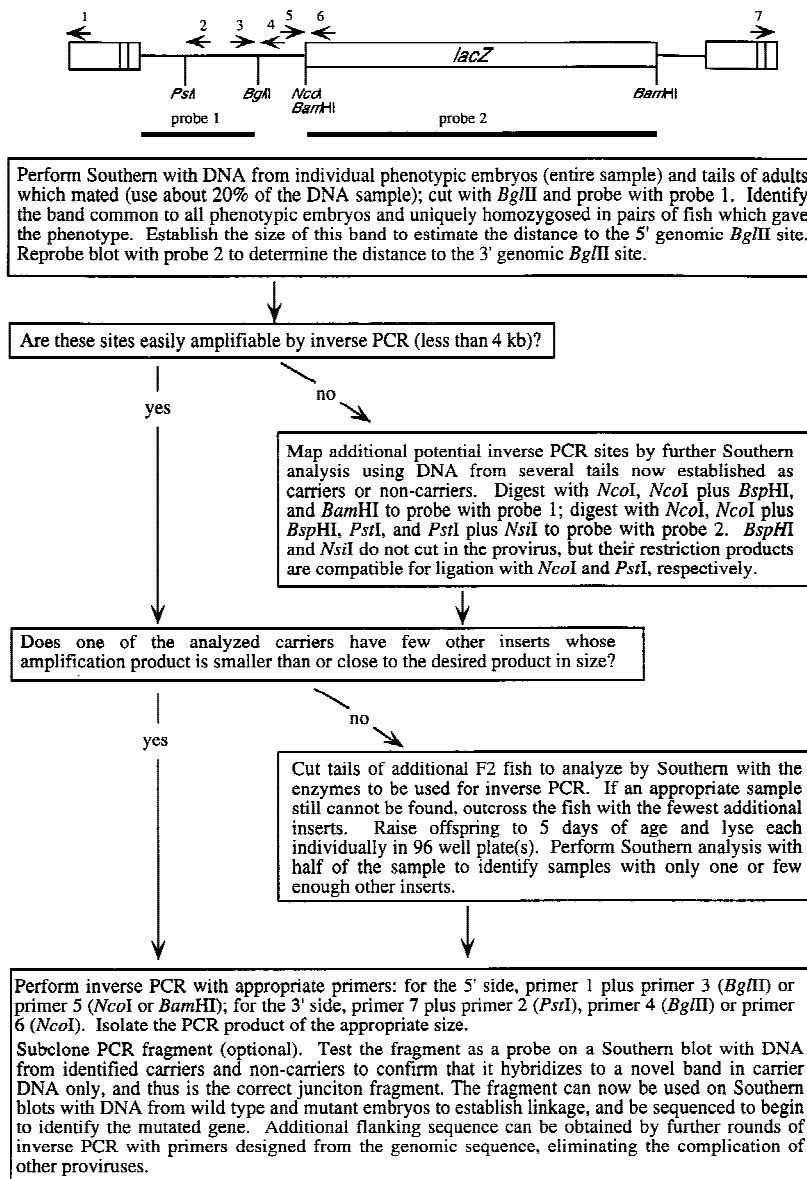 1 2 3 4 5 6 7
lacZ
PstI BglII NcoI BamHI
BamHI
probe 1 probe 2
Perform Southern with DNA from individual phenotypic embryos (entire sample) and tails of adults
which mated (use about 20% of the DNA sample); cut with BglII and probe with probe 1. Identify
the band common to all phenotypic embryos and uniquely homozygosed in pairs of fish which gave
the phenotype. Establish the size of this band to estimate the distance to the 5' genomic BglII site.
Reprobe blot with probe 2 to determine the distance to the 3' genomic BglII site.
Are these sites easily amplifiable by inverse PCR (less than 4 kb)?
yes
no
Map additional potential inverse PCR sites by further Southern
analysis using DNA from several tails now established as
carriers or non-carriers. Digest with NcoI, NcoI plus BspHI,
and BamHI to probe with probe 1; digest with NcoI, NcoI plus
BspHI, PstI, and PstI plus NsiI to probe with probe 2. BspHI
and NsiI do not cut in the provirus, but their restriction products
are compatible for ligation with NcoI and PstI, respectively.
Does one of the analyzed carriers have few other inserts whose
amplification product is smaller than or close to the desired product in size?
yes
no
Cut tails of additional F2 fish to analyze by Southern with the
enzymes to be used for inverse PCR. If an appropriate sample
still cannot be found, outcross the fish with the fewest additional
inserts. Raise offspring to 5 days of age and lyse each
individually in 96 well plate(s). Perform Southern analysis with
half of the sample to identify samples with only one or few
enough other inserts.
Perform inverse PCR with appropriate primers: for the 5' side, primer 1 plus primer 3 (BglII) or
primer 5 (NcoI or BamHI); for the 3' side, primer 7 plus primer 2 (PstI), primer 4 (BglII) or primer
6 (NcoI). Isolate the PCR product of the appropriate size.
Subclone PCR fragment (optional). Test the fragment as a probe on a Southern blot with DNA
from identified carriers and non-carriers to confirm that it hybridizes to a novel band in carrier
DNA only, and thus is the correct junciton fragment. The fragment can now be used on Southern
blots with DNA from wild type and mutant embryos to establish linkage, and be sequenced to begin
to identify the mutated gene. Additional flanking sequence can be obtained by further rounds of
inverse PCR with primers designed from the genomic sequence, eliminating the complication of
other proviruses.